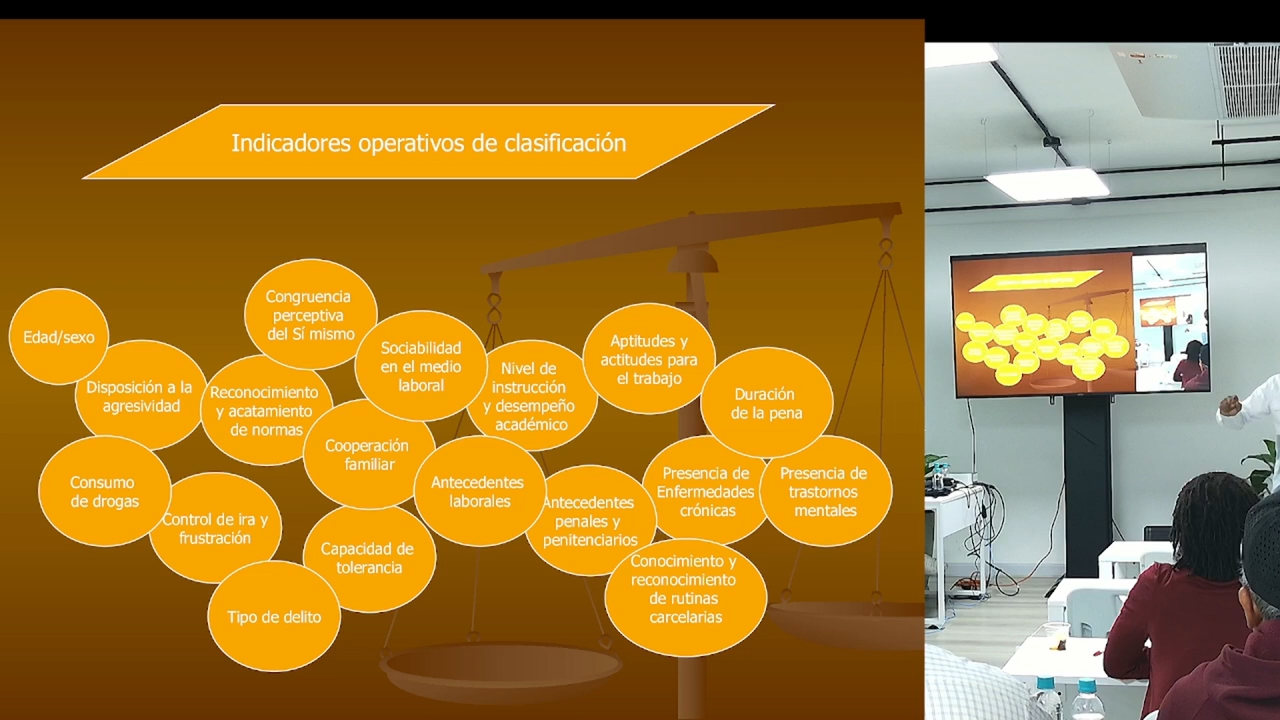 Indicadores operativos de clasificación
Edad/sexo
Disposición a la
agresividad
Congruencia
perceptiva
del Sí mismo
Reconocimiento
y acatamiento
de normas
Sociabilidad
en el medio
laboral
Nivel de
instrucción
y desempeño
académico
Aptitudes y
actitudes para
el trabajo
Duración
de la pena
Consumo
de drogas
Control de ira y
frustración
Cooperación
familiar
Antecedentes
laborales
Antecedentes
penales y
penitenciarios
Presencia de
Enfermedades
crónicas
Presencia de
trastornos
mentales
Capacidad de
tolerancia
Tipo de delito
Conocimiento y
reconocimiento
de rutinas
carcelarias